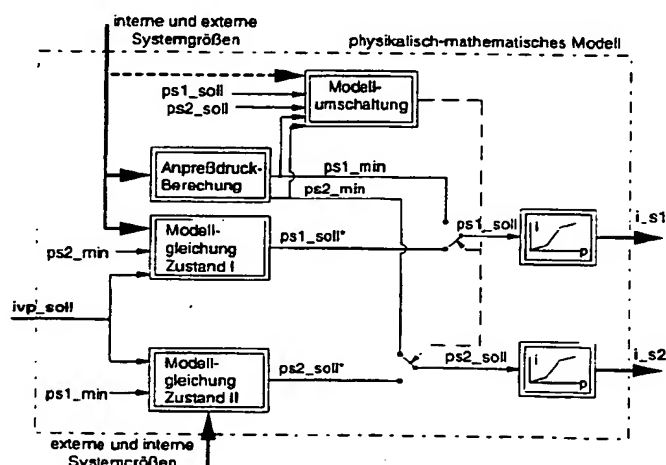 interne und externe
Systemgrößen
physikalisch-mathematisches Modell
ps1_soll
ps2_soll
Modell-
umschaltung
Anpreßdruck-
Berechung
ps1_min
ps2_min
Modell-
gleichung
Zustand I
ps2_min
ps1_soll*
ps1_soll
i
p
i_s1
ivp_soll
Modell-
gleichung
Zustand II
ps1_min
ps2_soll*
ps2_soll
i
p
i_s2
externe und interne
Systemgrößen